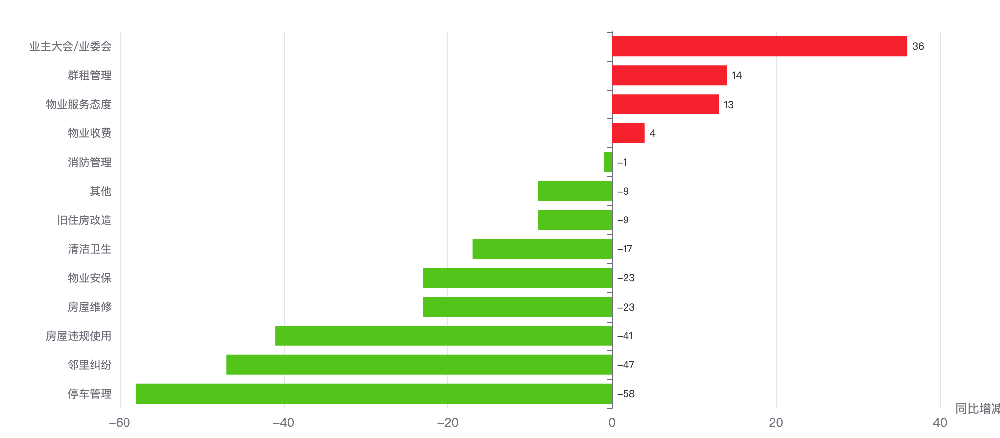 业主大会/业委会 36
群租管理 14
物业服务态度 13
物业收费 4
消防管理 -1
其他 -9
旧住房改造 -9
清洁卫生 -17
物业安保 -23
房屋维修 -23
房屋违规使用 -41
邻里纠纷 -47
停车管理 -58
同比增减
-60 -40 -20 0 20 40